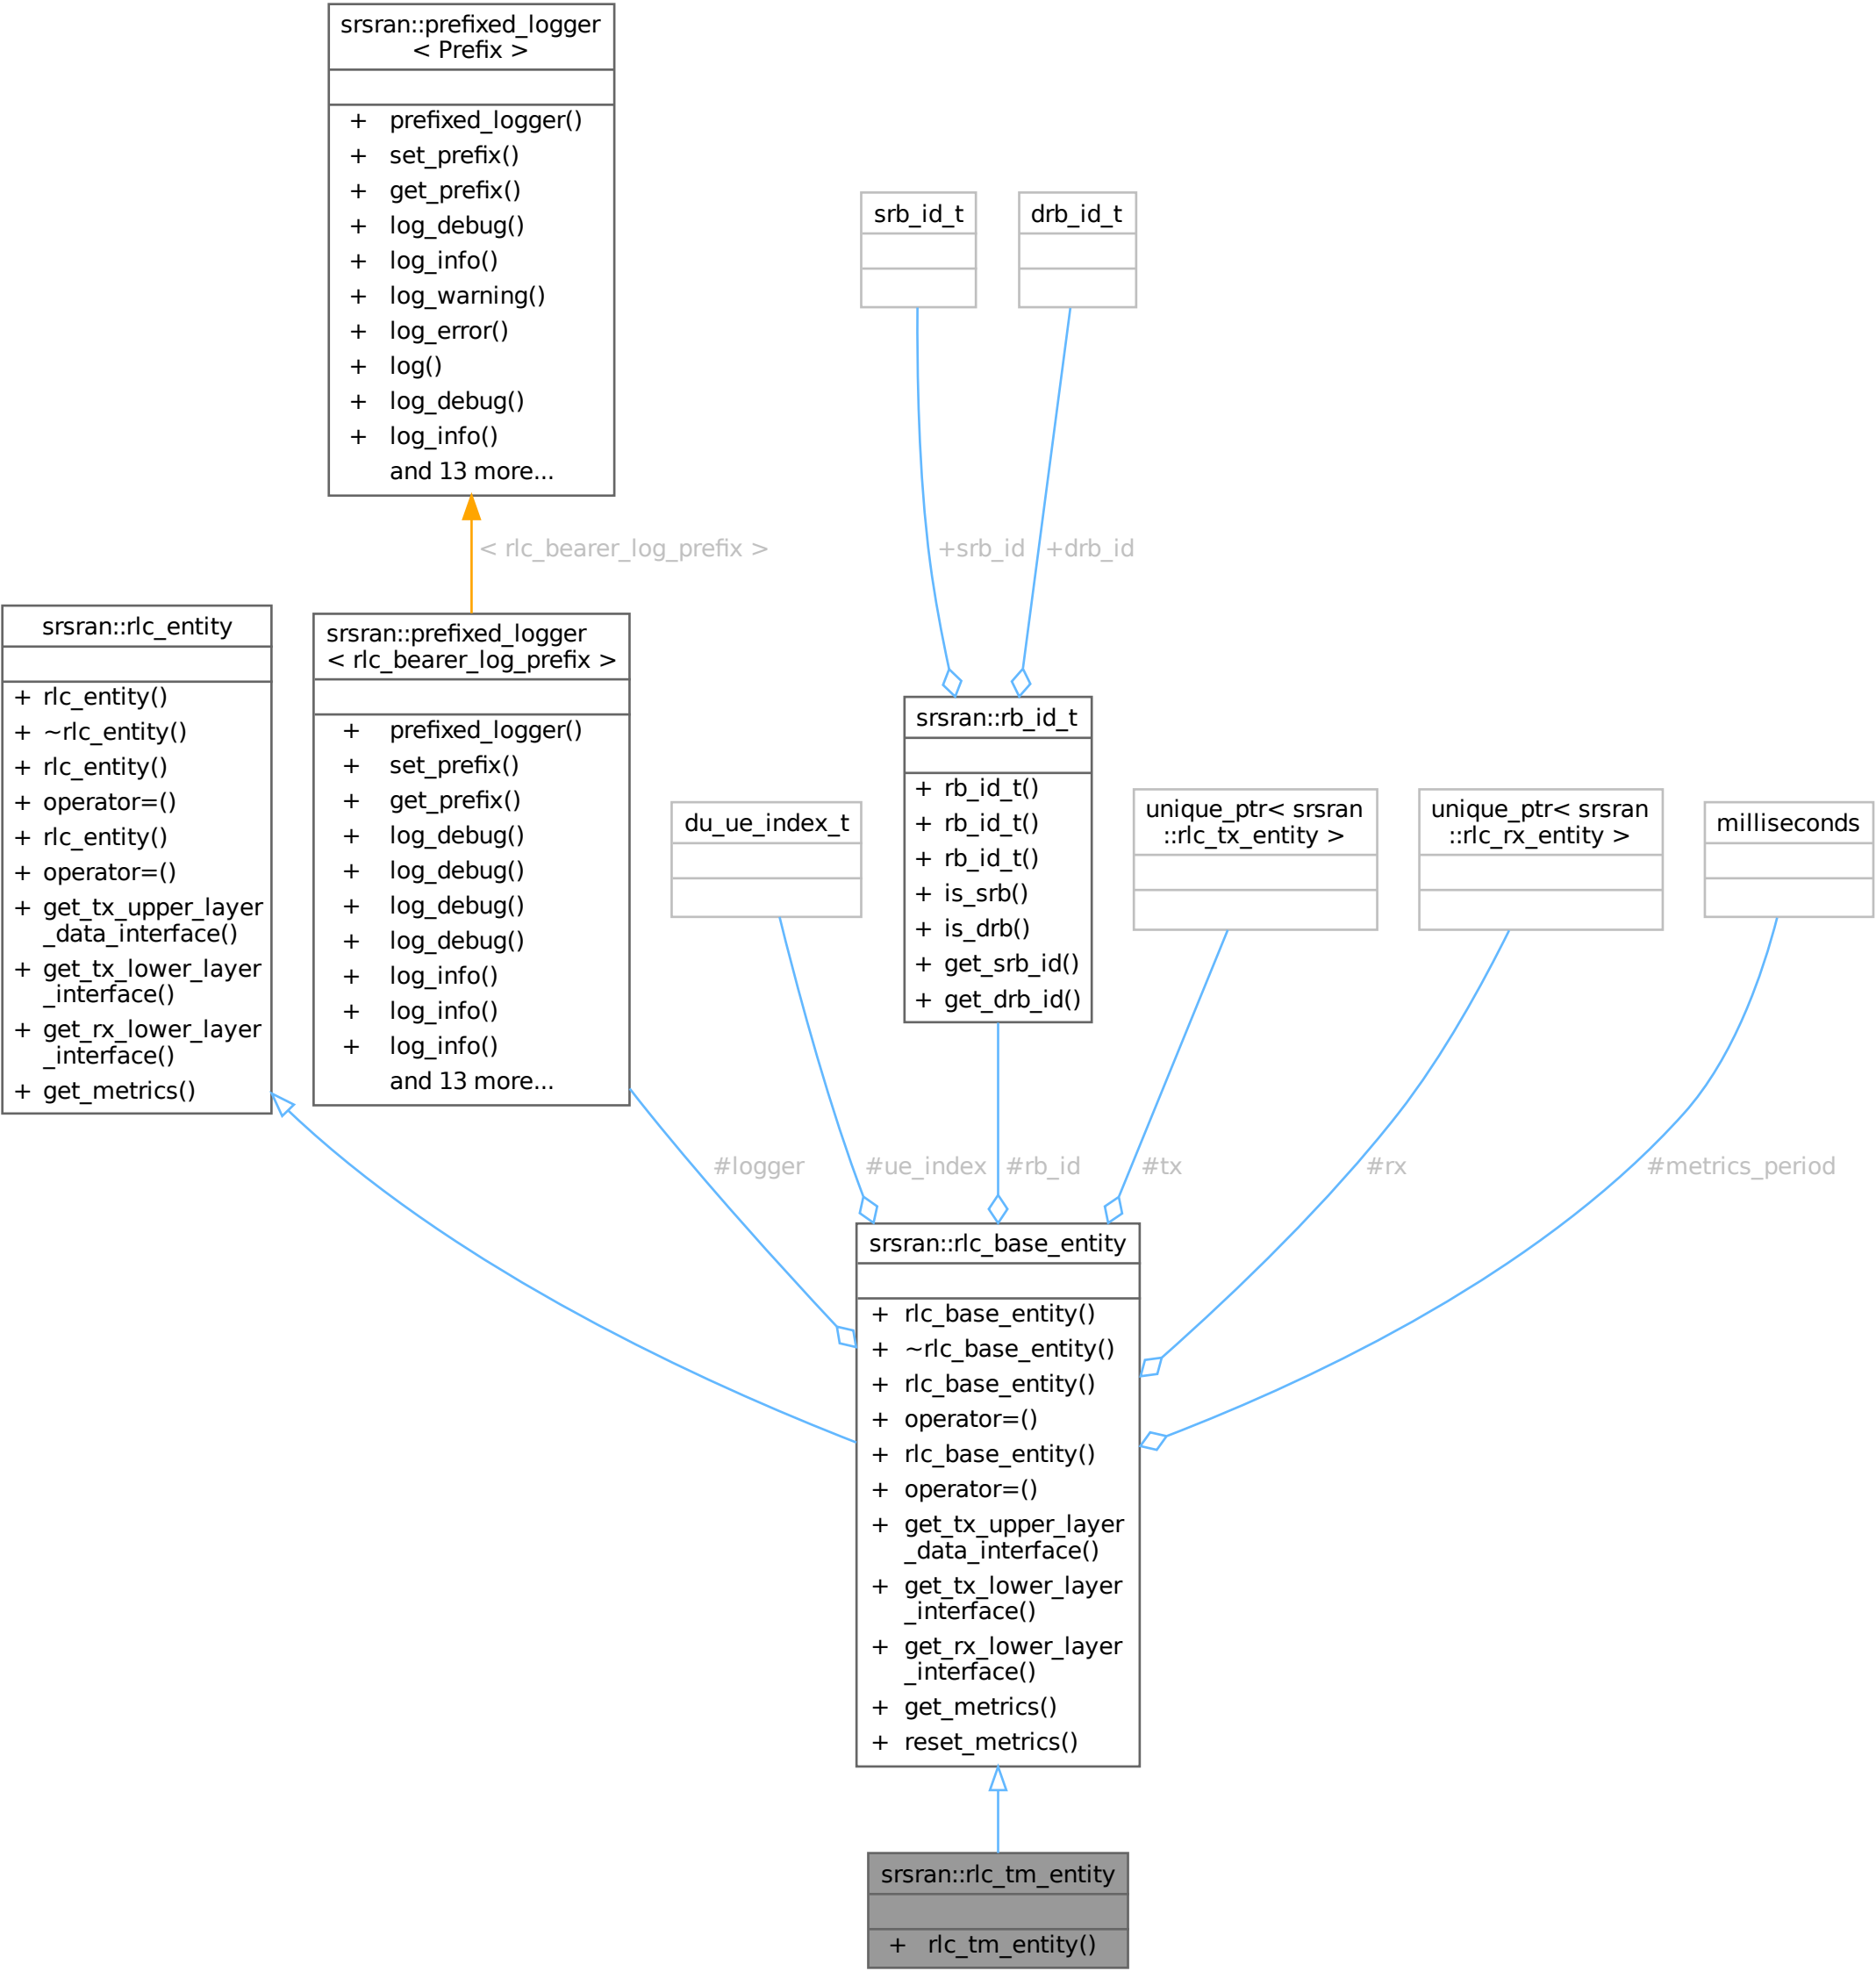 srsran::prefixed_logger
< Prefix >
+ prefixed_logger()
+ set_prefix()
+ get_prefix()
+ log_debug()
+ log_info()
+ log_warning()
+ log_error()
+ log()
+ log_debug()
+ log_info()
and 13 more...
srb_id_t
drb_id_t
< rlc_bearer_log_prefix >
+srb_id
+drb_id
srsran::rlc_entity
+ rlc_entity()
+ ~rlc_entity()
+ rlc_entity()
+ operator=()
+ rlc_entity()
+ operator=()
+ get_tx_upper_layer
_data_interface()
+ get_tx_lower_layer
_interface()
+ get_rx_lower_layer
_interface()
+ get_metrics()
srsran::prefixed_logger
< rlc_bearer_log_prefix >
+ prefixed_logger()
+ set_prefix()
+ get_prefix()
+ log_debug()
+ log_debug()
+ log_debug()
+ log_debug()
+ log_info()
+ log_info()
+ log_info()
and 13 more...
du_ue_index_t
srsran::rb_id_t
+ rb_id_t()
+ rb_id_t()
+ rb_id_t()
+ is_srb()
+ is_drb()
+ get_srb_id()
+ get_drb_id()
unique_ptr< srsran
::rlc_tx_entity >
unique_ptr< srsran
::rlc_rx_entity >
milliseconds
#logger
#ue_index
#rb_id
#tx
#rx
#metrics_period
srsran::rlc_base_entity
+ rlc_base_entity()
+ ~rlc_base_entity()
+ rlc_base_entity()
+ operator=()
+ rlc_base_entity()
+ operator=()
+ get_tx_upper_layer
_data_interface()
+ get_tx_lower_layer
_interface()
+ get_rx_lower_layer
_interface()
+ get_metrics()
+ reset_metrics()
srsran::rlc_tm_entity
+ rlc_tm_entity()